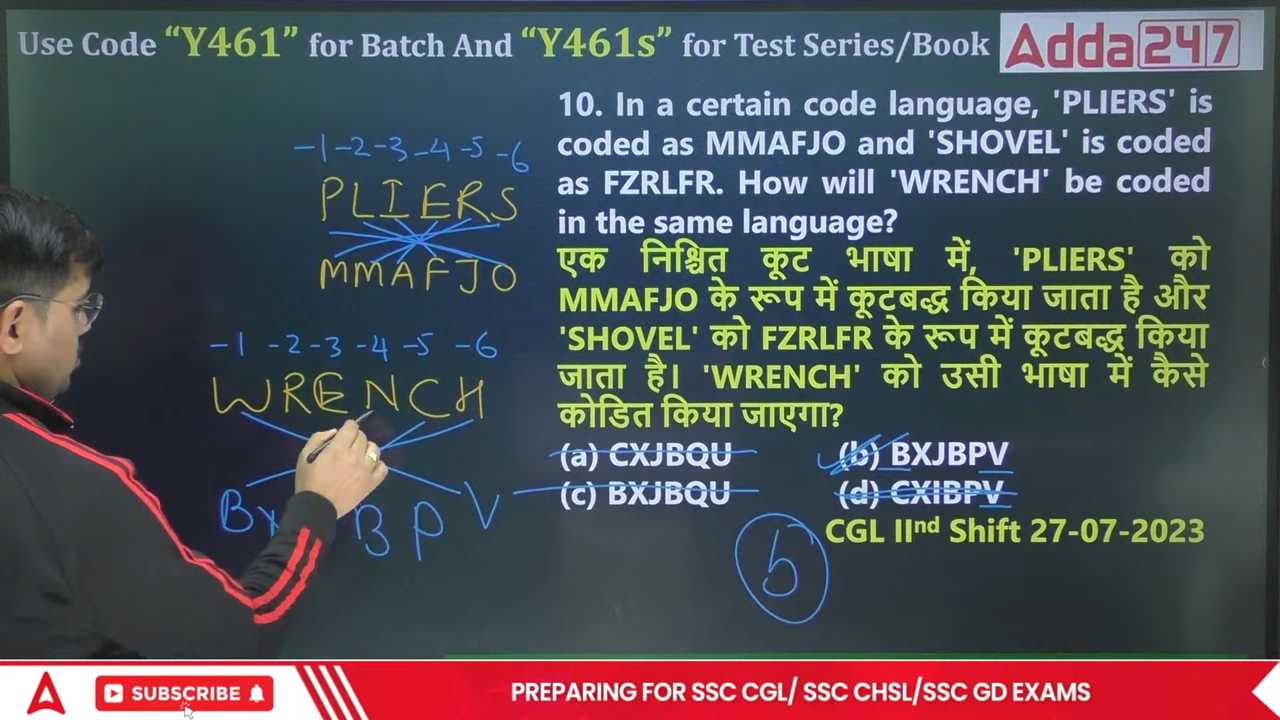 Use Code “Y461” for Batch And “Y461s” for Test Series/Book
Adda247
10. In a certain code language, 'PLIERS' is
coded as MMAFJO and 'SHOVEL' is coded
as FZRLFR. How will 'WRENCH' be coded
in the same language?
एक निश्चित कूट भाषा में, 'PLIERS' को
MMAFJO के रूप में कूटबद्ध किया जाता है और
'SHOVEL' को FZRLFR के रूप में कूटबद्ध किया
जाता है। 'WRENCH' को उसी भाषा में कैसे
कोडित किया जाएगा?
(a) CXJBQU (b) BXJBPV
(c) BXJBQU (d) CXIBPV
CGL IInd Shift 27-07-2023
-1 -2 -3 -4 -5 -6
PLIERS
MMAFJO
-1 -2 -3 -4 -5 -6
WRENCH
B X B P V
b
SUBSCRIBE
PREPARING FOR SSC CGL/ SSC CHSL/SSC GD EXAMS